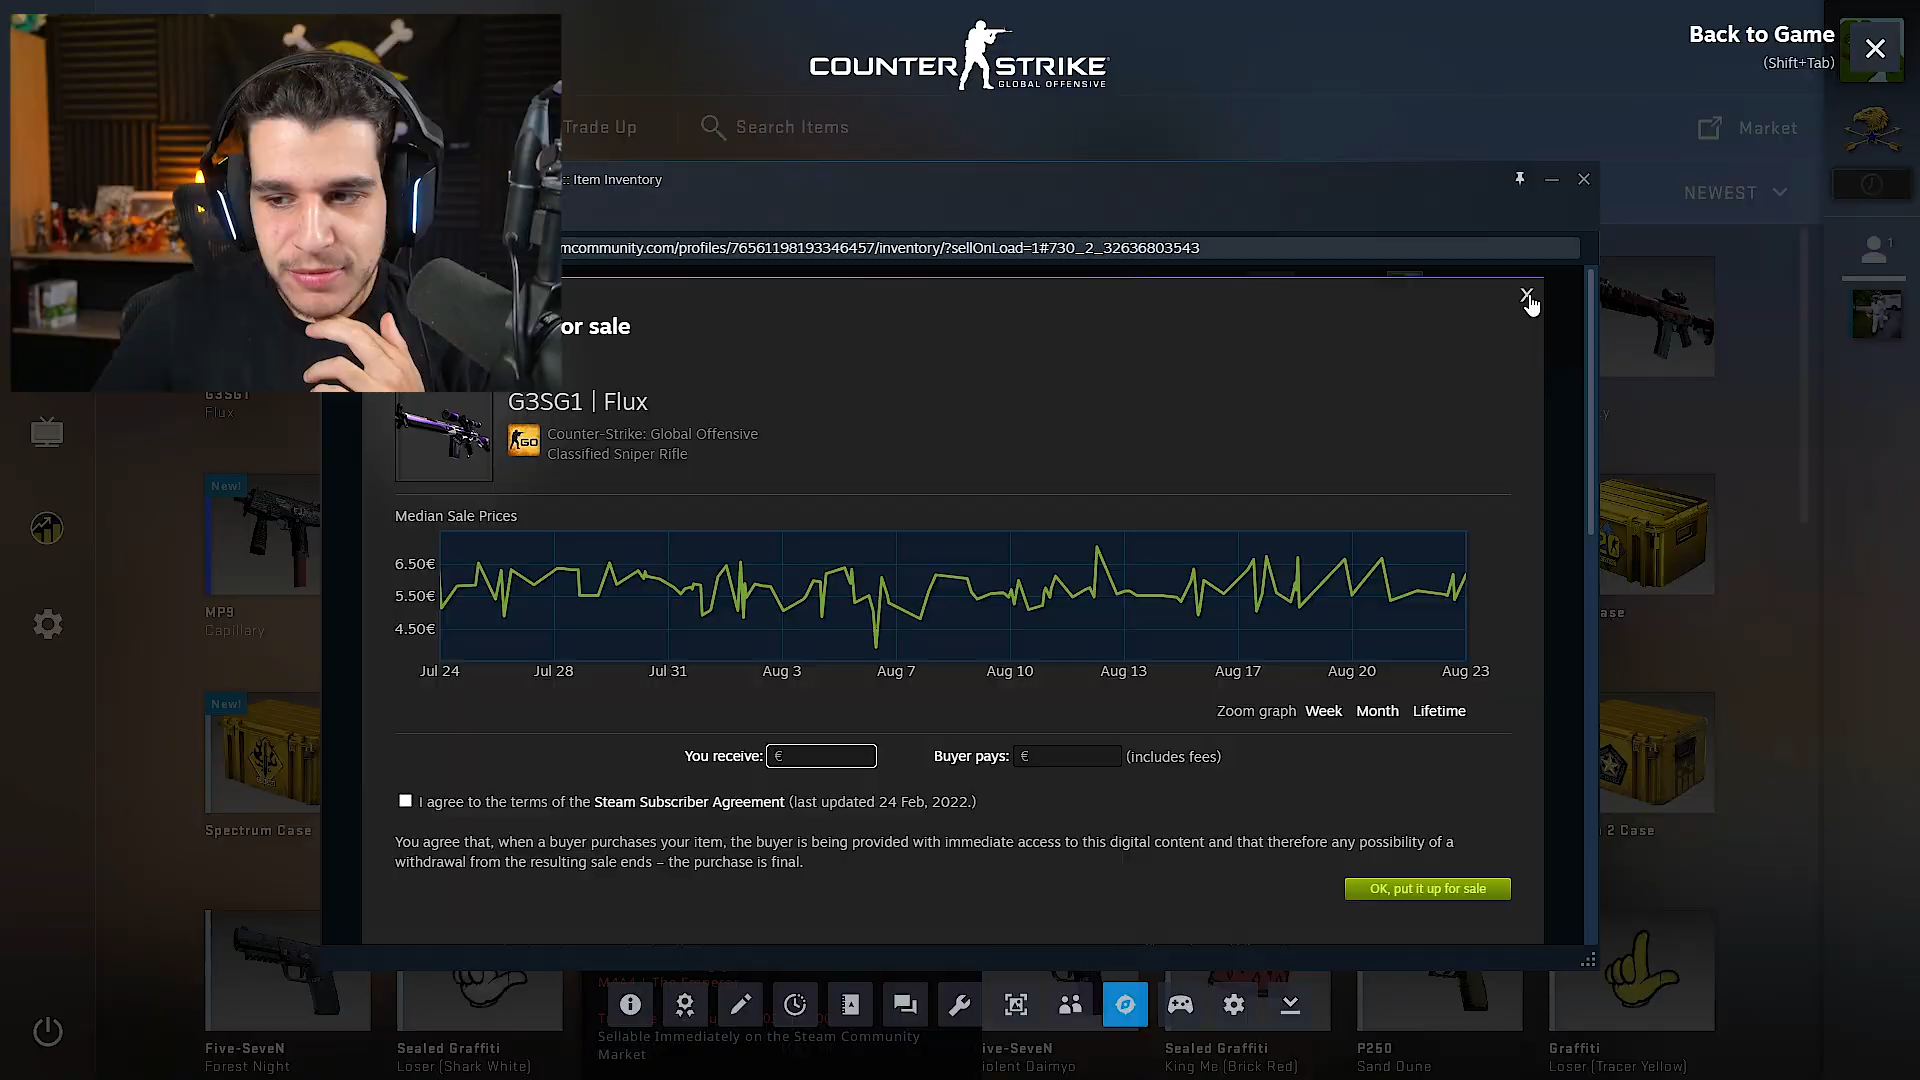 COUNTER STRIKE
GLOBAL OFFENSIVE
Back to Game
(Shift+Tab)
Trade Up
Search Items
Market
:: Item Inventory
NEWEST
mcommunity.com/profiles/76561198193346457/inventory/?sellOnLoad=1#730_2_32636803543
1
or sale
G3SG1
Flux
G3SG1 | Flux
GO
Counter-Strike: Global Offensive
Classified Sniper Rifle
New!
Median Sale Prices
6.50€
5.50€
4.50€
Jul 24 Jul 28 Jul 31 Aug 3 Aug 7 Aug 10 Aug 13 Aug 17 Aug 20 Aug 23
MP9
Capillary
ase
New!
Zoom graph Week Month Lifetime
You receive: € Buyer pays: € (includes fees)
I agree to the terms of the Steam Subscriber Agreement (last updated 24 Feb, 2022.)
Spectrum Case
2 Case
You agree that, when a buyer purchases your item, the buyer is being provided with immediate access to this digital content and that therefore any possibility of a
withdrawal from the resulting sale ends – the purchase is final.
OK, put it up for sale
M4A4 | The Emperor
Sellable Immediately on the Steam Community
Market
Five-SeveN
Forest Night
Sealed Graffiti
Loser (Shark White)
ive-SeveN
iolent Daimyo
Sealed Graffiti
King Me (Brick Red)
P250
Sand Dune
Graffiti
Loser (Tracer Yellow)